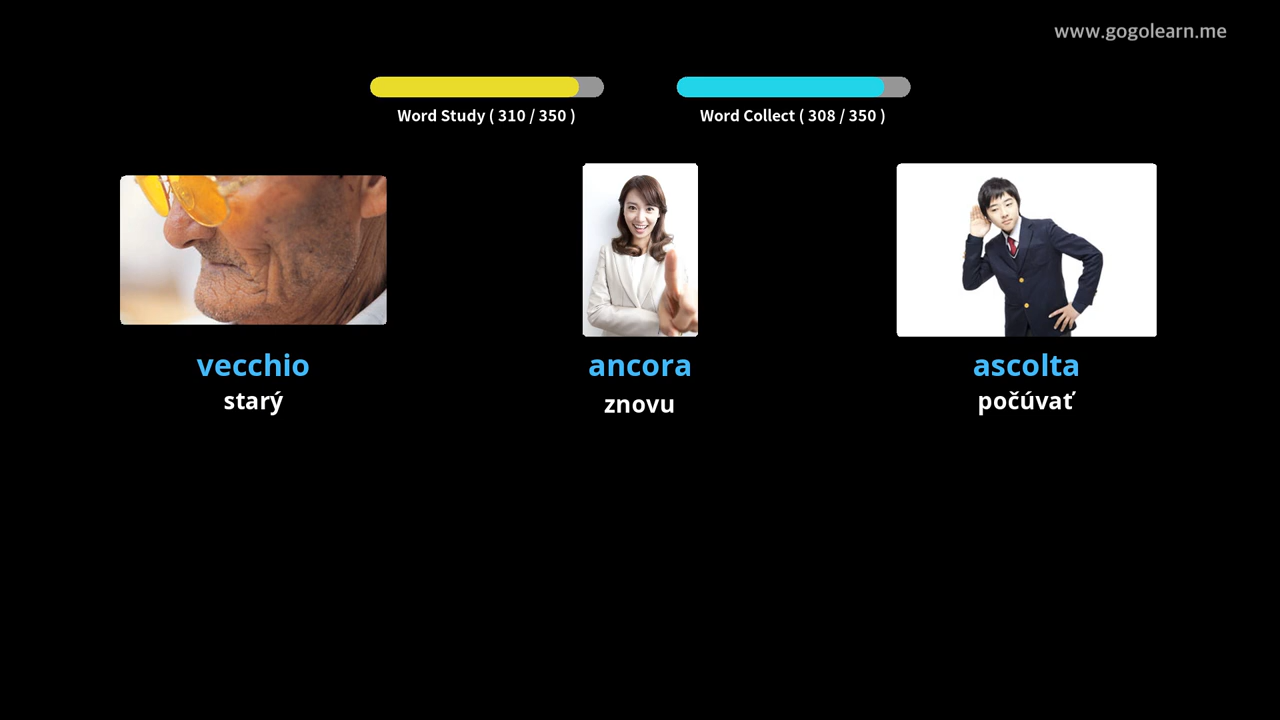 www.gogolearn.me
Word Study ( 310 / 350 )
Word Collect ( 308 / 350 )
vecchio
starý
ancora
znovu
ascolta
počúvať